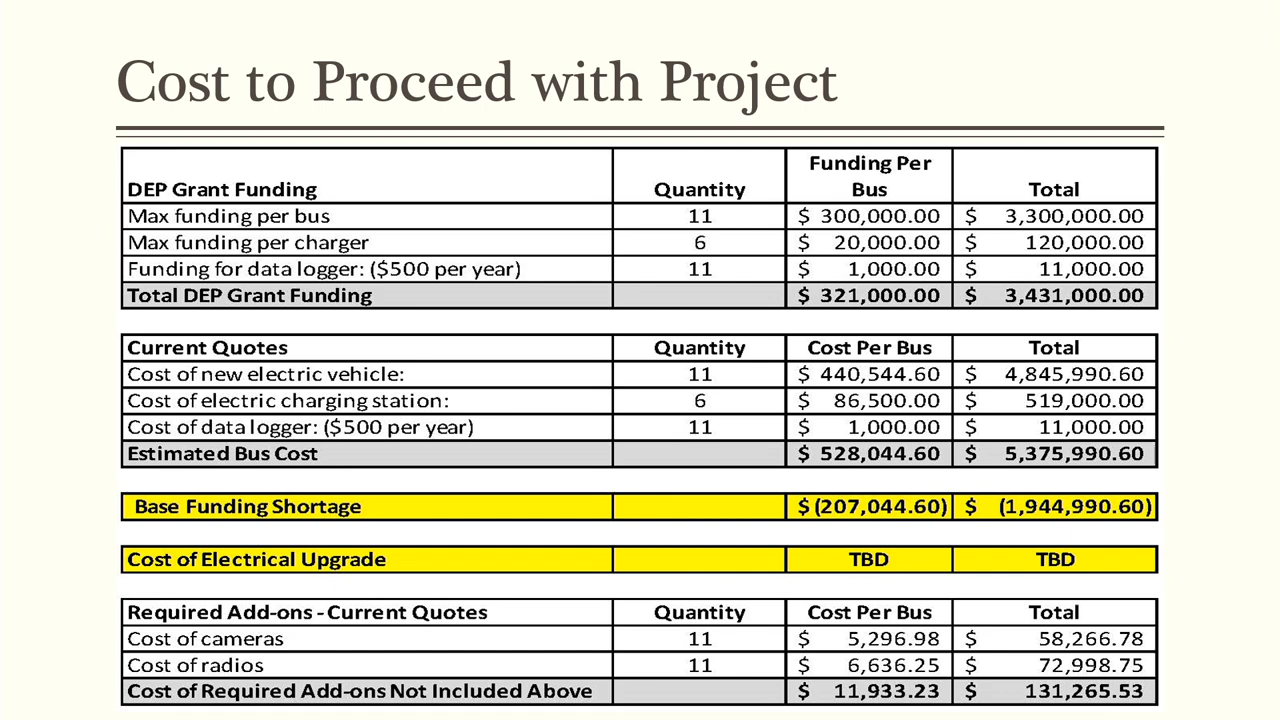 Cost to Proceed with Project
DEP Grant Funding Quantity Funding Per Bus Total
Max funding per bus 11 $ 300,000.00 $ 3,300,000.00
Max funding per charger 6 $ 20,000.00 $ 120,000.00
Funding for data logger: ($500 per year) 11 $ 1,000.00 $ 11,000.00
Total DEP Grant Funding $ 321,000.00 $ 3,431,000.00
Current Quotes Quantity Cost Per Bus Total
Cost of new electric vehicle: 11 $ 440,544.60 $ 4,845,990.60
Cost of electric charging station: 6 $ 86,500.00 $ 519,000.00
Cost of data logger: ($500 per year) 11 $ 1,000.00 $ 11,000.00
Estimated Bus Cost $ 528,044.60 $ 5,375,990.60
Base Funding Shortage $ (207,044.60) $ (1,944,990.60)
Cost of Electrical Upgrade TBD TBD
Required Add-ons - Current Quotes Quantity Cost Per Bus Total
Cost of cameras 11 $ 5,296.98 $ 58,266.78
Cost of radios 11 $ 6,636.25 $ 72,998.75
Cost of Required Add-ons Not Included Above $ 11,933.23 $ 131,265.53